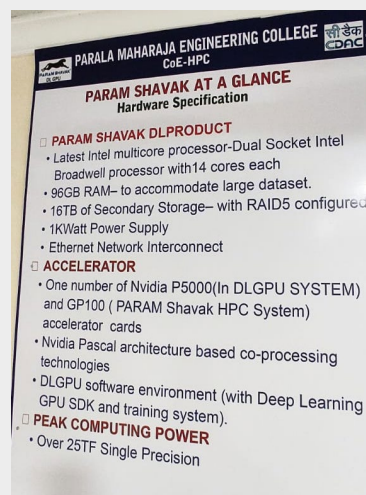 PARALA MAHARAJA ENGINEERING COLLEGE
CoE-HPC
PARAM SHAVAK
DL GPU
सी डैक
CDAC
PARAM SHAVAK AT A GLANCE
Hardware Specification
PARAM SHAVAK DLPRODUCT
• Latest Intel multicore processor-Dual Socket Intel
Broadwell processor with14 cores each
• 96GB RAM– to accommodate large dataset.
• 16TB of Secondary Storage– with RAID5 configured
• 1KWatt Power Supply
• Ethernet Network Interconnect
ACCELERATOR
• One number of Nvidia P5000(In DLGPU SYSTEM)
and GP100 ( PARAM Shavak HPC System)
accelerator cards
• Nvidia Pascal architecture based co-processing
technologies
• DLGPU software environment (with Deep Learning
GPU SDK and training system).
PEAK COMPUTING POWER
• Over 25TF Single Precision